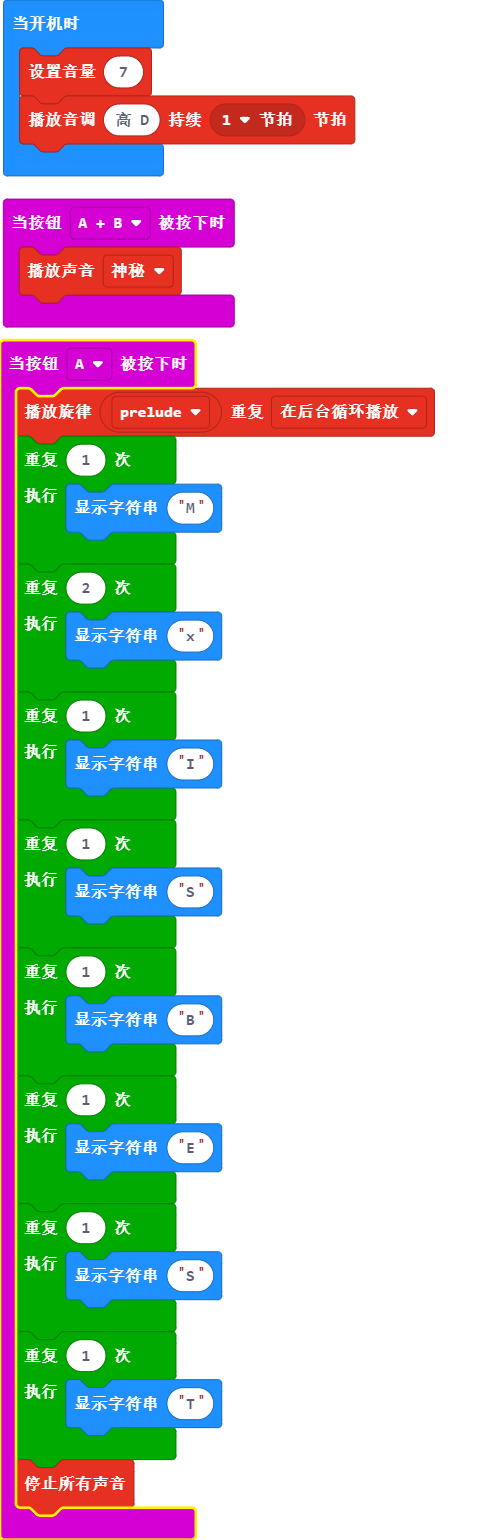 当开机时
设置音量 7
播放音调 高 D 持续 1 节拍 节拍
当按钮 A + B 被按下时
播放声音 神秘
当按钮 A 被按下时
播放旋律 prelude 重复 在后台循环播放
重复 1 次
执行 显示字符串 "M"
重复 2 次
执行 显示字符串 "x"
重复 1 次
执行 显示字符串 "I"
重复 1 次
执行 显示字符串 "S"
重复 1 次
执行 显示字符串 "B"
重复 1 次
执行 显示字符串 "E"
重复 1 次
执行 显示字符串 "S"
重复 1 次
执行 显示字符串 "T"
停止所有声音